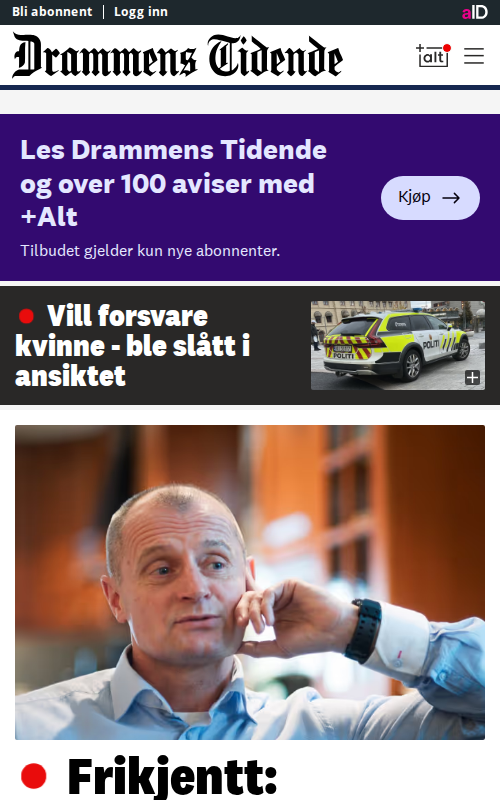 Bli abonnent | Logg inn
aID
Drammens Tidende
+alt
Les Drammens Tidende
og over 100 aviser med
+Alt
Kjøp →
Tilbudet gjelder kun nye abonnenter.
Vill forsvare
kvinne - ble slått i
ansiktet
POLITI
POLITI
Frikjentt: